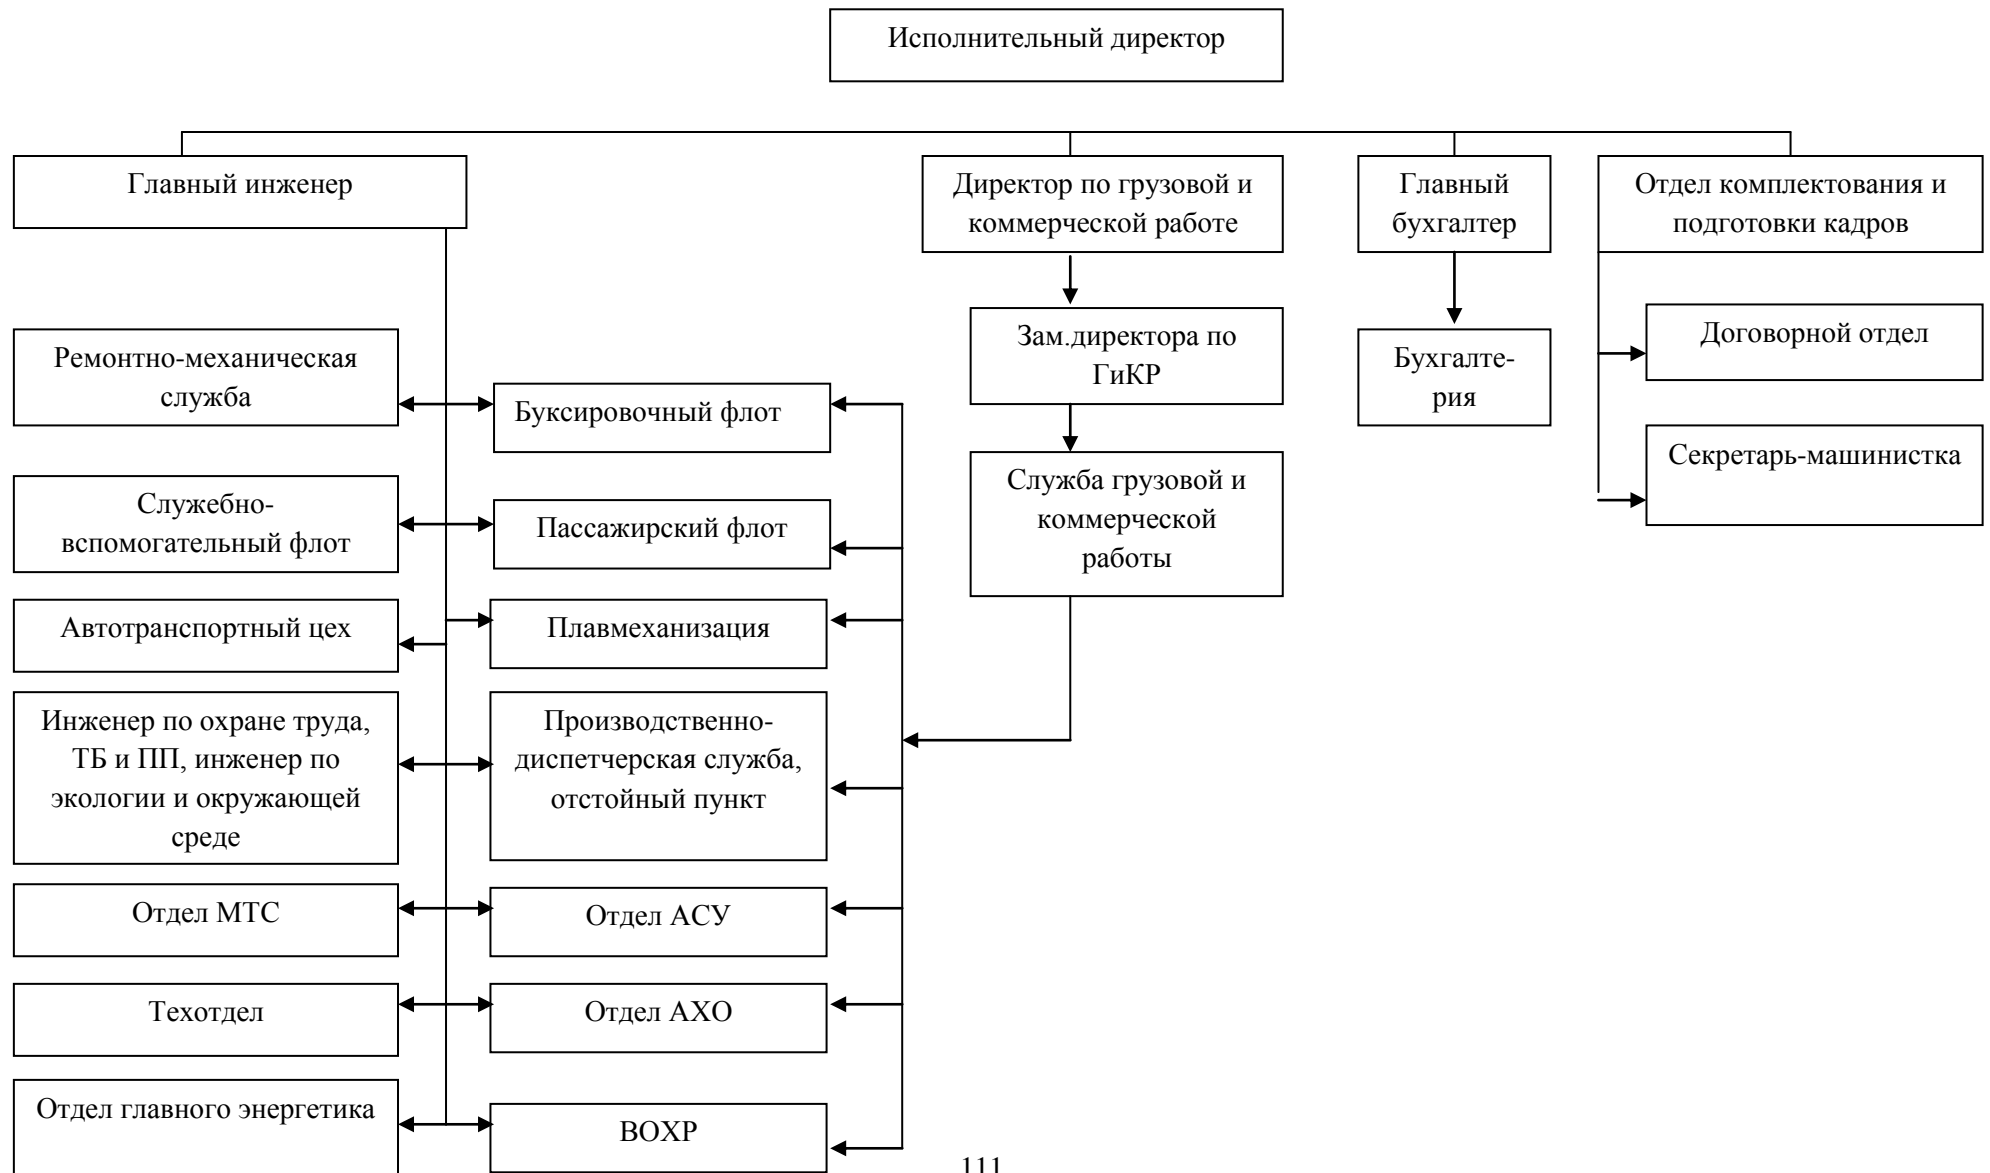 Исполнительный директор
Главный инженер
Директор по грузовой и
коммерческой работе
Главный
бухгалтер
Отдел комплектования и
подготовки кадров
Зам.директора по
ГиКР
Бухгалте-
рия
Договорной отдел
Секретарь-машинистка
Служба грузовой и
коммерческой
работы
Ремонтно-механическая
служба
Буксировочный флот
Служебно-
вспомогательный флот
Пассажирский флот
Автотранспортный цех
Плавмеханизация
Инженер по охране труда,
ТБ и ПП, инженер по
экологии и окружающей
среде
Производственно-
диспетчерская служба,
отстойный пункт
Отдел МТС
Отдел АСУ
Техотдел
Отдел АХО
Отдел главного энергетика
ВОХР
111